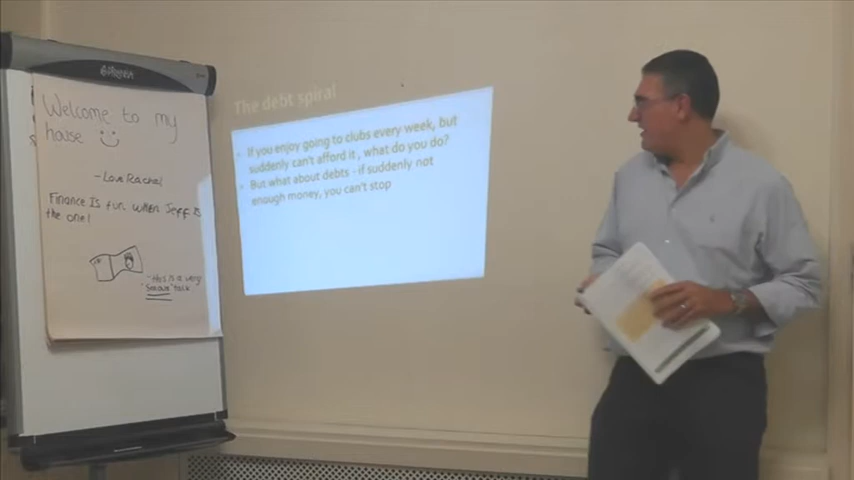 Welcome to my
house
- Love Rachel
Finance Is fun when Jeff is
the one!
- this is a very
talk
The debt spiral
• If you enjoy going to clubs every week, but
suddenly can't afford it , what do you do?
• But what about debts - if suddenly not
enough money, you can't stop